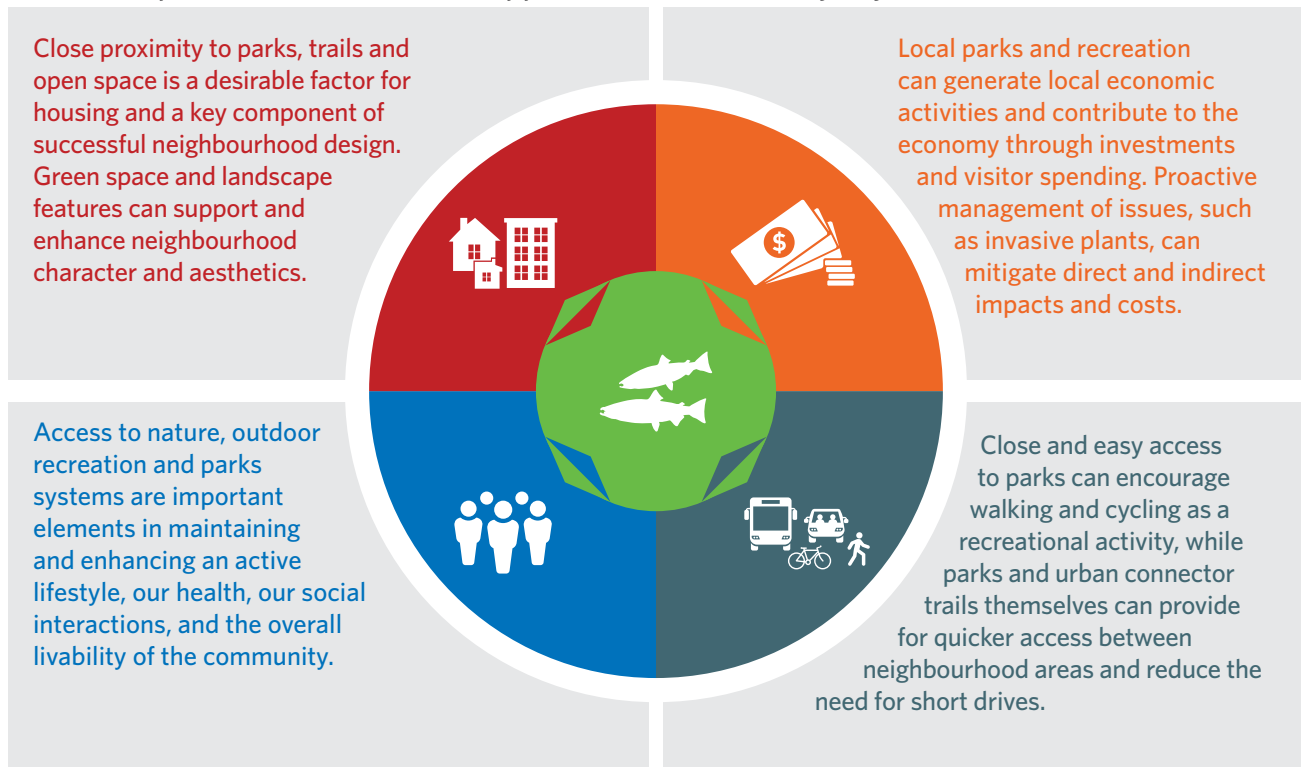 Close proximity to parks, trails and
open space is a desirable factor for
housing and a key component of
successful neighbourhood design.
Green space and landscape
features can support and
enhance neighbourhood
character and aesthetics.
Local parks and recreation
can generate local economic
activities and contribute to the
economy through investments
and visitor spending. Proactive
management of issues, such
as invasive plants, can
mitigate direct and indirect
impacts and costs.
$
Access to nature, outdoor
recreation and parks
systems are important
elements in maintaining
and enhancing an active
lifestyle, our health, our social
interactions, and the overall
livability of the community.
Close and easy access
to parks can encourage
walking and cycling as a
recreational activity, while
parks and urban connector
trails themselves can provide
for quicker access between
neighbourhood areas and reduce the
need for short drives.